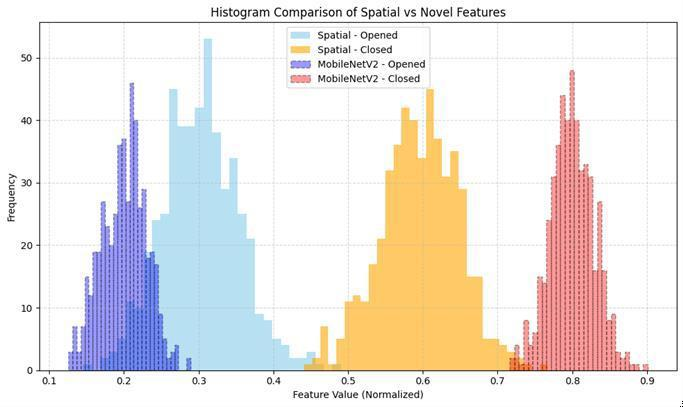 Histogram Comparison of Spatial vs Novel Features
Spatial - Opened
Spatial - Closed
MobileNetV2 - Opened
MobileNetV2 - Closed
Frequency
50
40
30
20
10
0
0.1 0.2 0.3 0.4 0.5 0.6 0.7 0.8 0.9
Feature Value (Normalized)